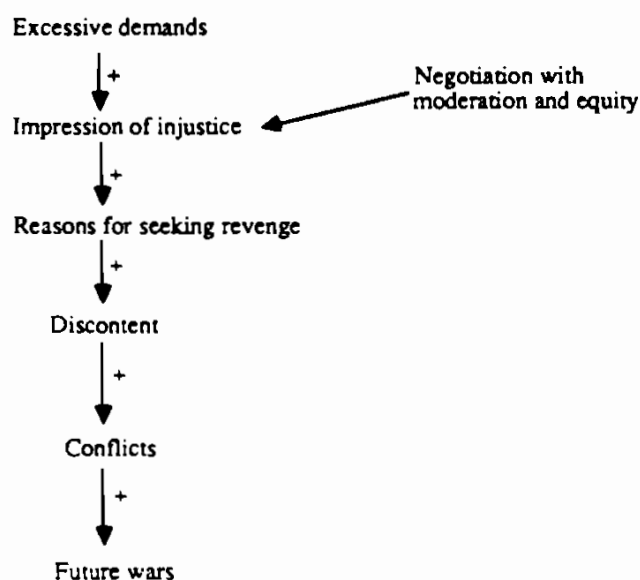 Excessive demands
+
Negotiation with
moderation and equity
Impression of injustice
+
Reasons for seeking revenge
+
Discontent
+
Conflicts
+
Future wars